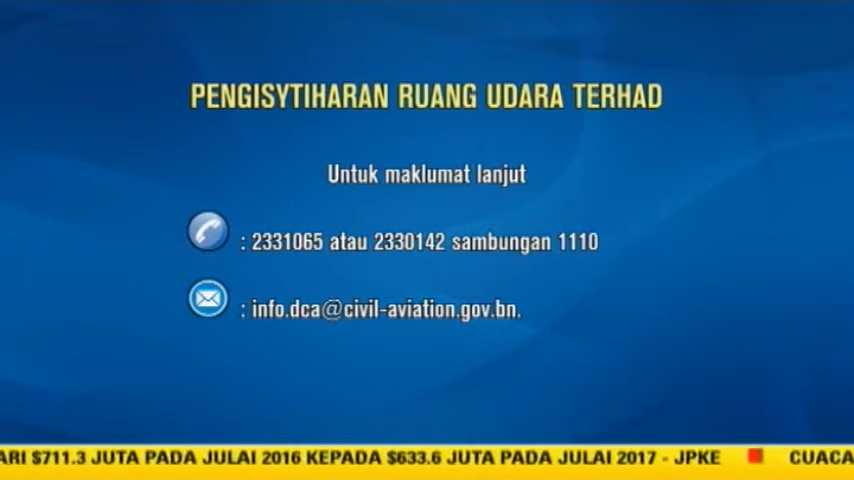 PENGISYTIHARAN RUANG UDARA TERHAD
Untuk maklumat lanjut
: 2331065 atau 2330142 sambungan 1110
: info.dca@civil-aviation.gov.bn.
ARI $711.3 JUTA PADA JULAI 2016 KEPADA $633.6 JUTA PADA JULAI 2017 - JPKE CUACA